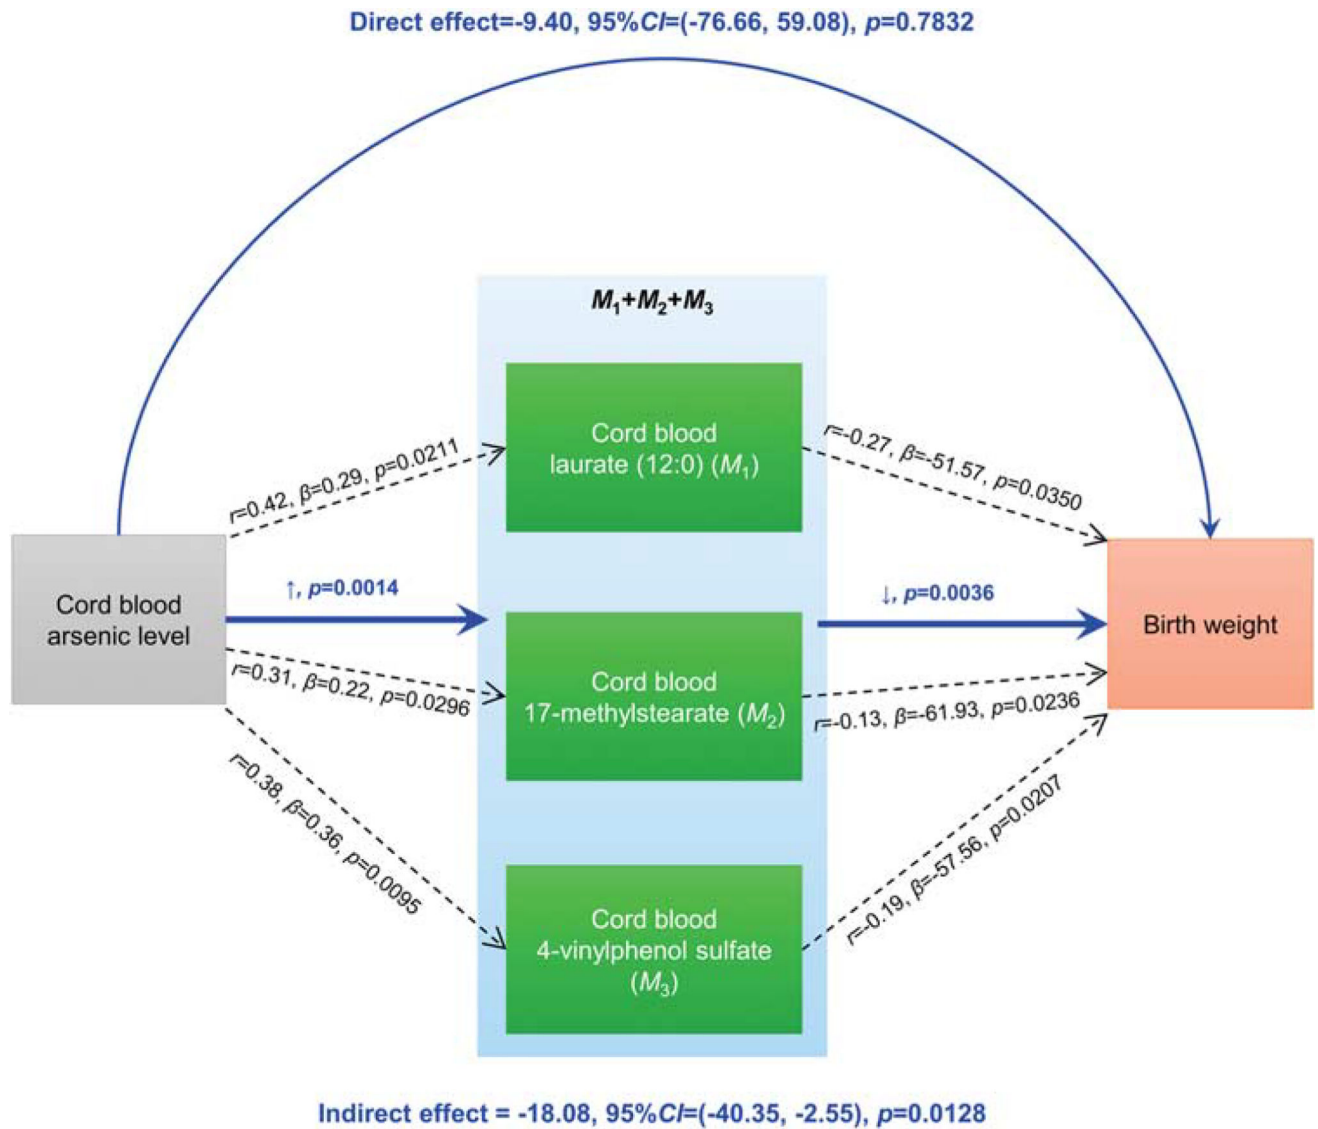 Direct effect=-9.40, 95%CI=(-76.66, 59.08), p=0.7832
M₁+M₂+M₃
Cord blood
laurate (12:0) (M₁)
r=0.42, β=0.29, p=0.0211
r=-0.27, β=-51.57, p=0.0350
Cord blood
arsenic level
↑, p=0.0014
↓, p=0.0036
Birth weight
r=0.31, β=0.22, p=0.0296
Cord blood
17-methylstearate (M₂)
r=-0.13, β=-61.93, p=0.0236
r=0.38, β=0.36, p=0.0095
r=-0.19, β=-57.56, p=0.0207
Cord blood
4-vinylphenol sulfate
(M₃)
Indirect effect = -18.08, 95%CI=(-40.35, -2.55), p=0.0128